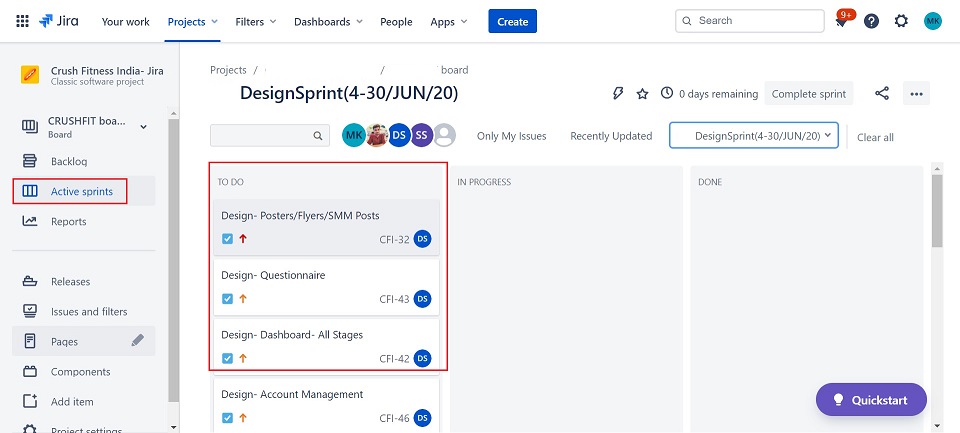 Jira Your work Projects Filters Dashboards People Apps Create Search 9+ MK
Crush Fitness India- Jira
Classic software project
CRUSHFIT boa...
Board
Backlog
Active sprints
Reports
Releases
Issues and filters
Pages
Components
Add item
Project settings
Projects / / board
DesignSprint(4-30/JUN/20)
0 days remaining Complete sprint
MK DS SS Only My Issues Recently Updated DesignSprint(4-30/JUN/20) Clear all
TO DO IN PROGRESS DONE
Design- Posters/Flyers/SMM Posts
CFI-32 DS
Design- Questionnaire
CFI-43 DS
Design- Dashboard- All Stages
CFI-42 DS
Design- Account Management
CFI-46 DS
Quickstart